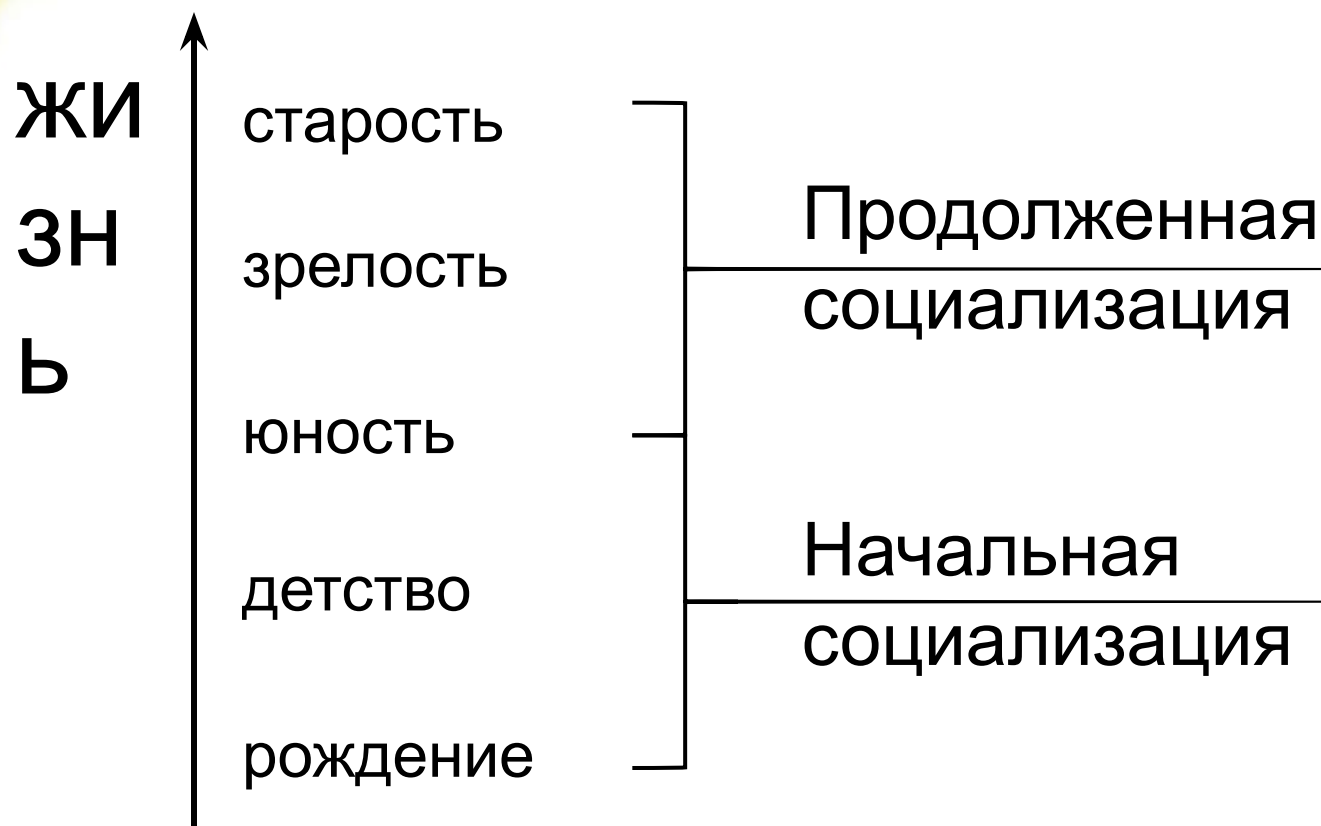 жи
зн
ь
старость
зрелость
юность
детство
рождение
Продолженная
социализация
Начальная
социализация